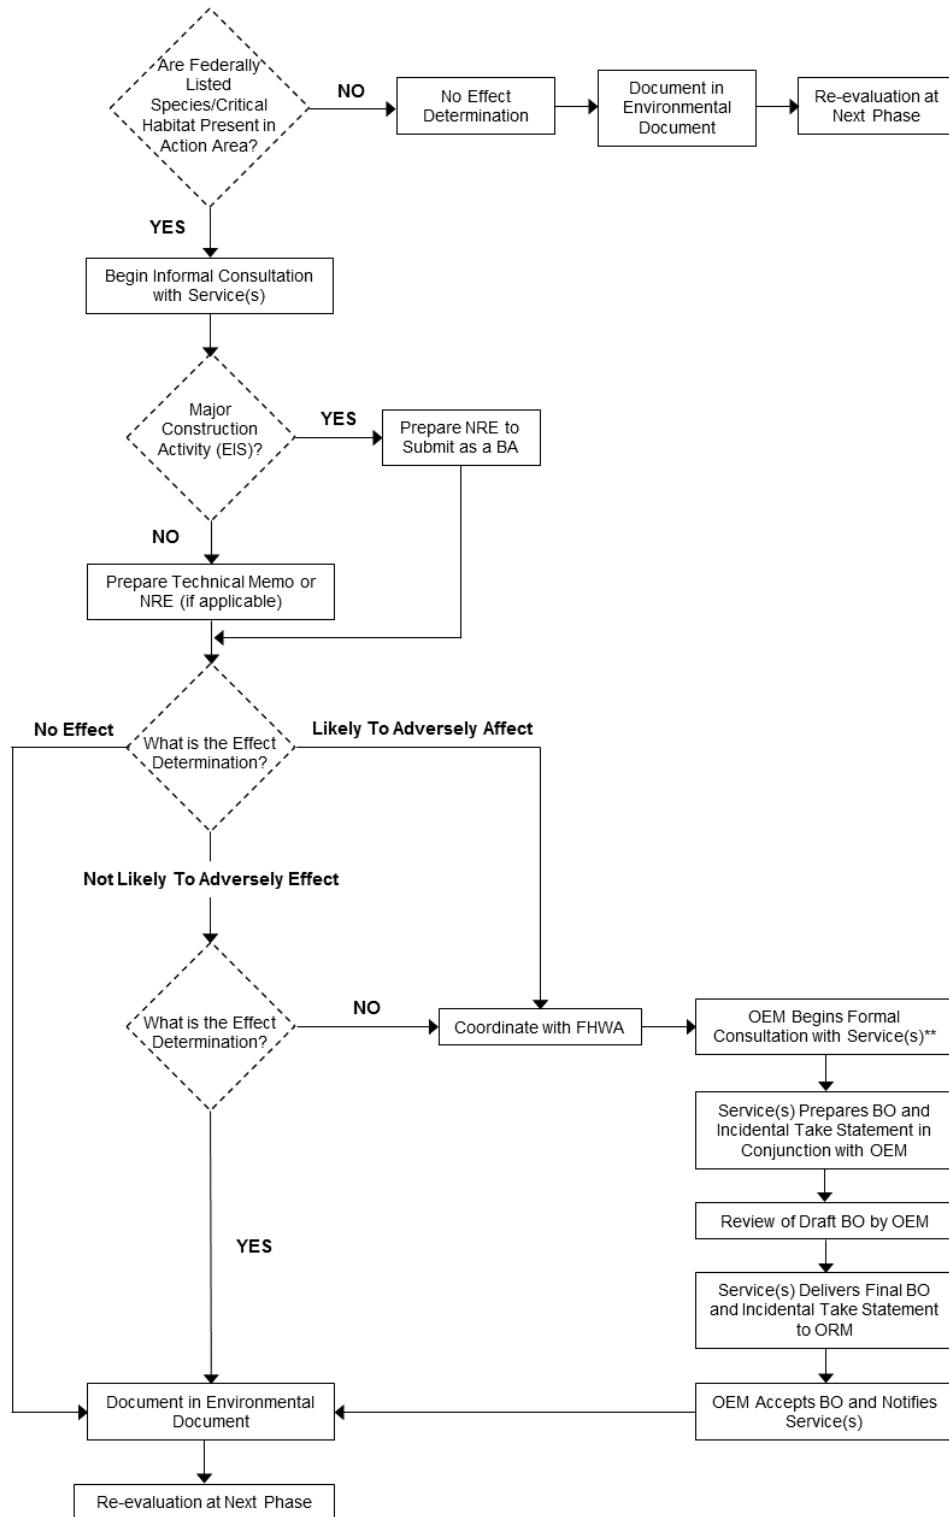 Are Federally
Listed
Species/Critical
Habitat Present in
Action Area?
NO
No Effect
Determination
Document in
Environmental
Document
Re-evaluation at
Next Phase
YES
Begin Informal Consultation
with Service(s)
Major
Construction
Activity (EIS)?
YES
Prepare NRE to
Submit as a BA
NO
Prepare Technical Memo or
NRE (if applicable)
No Effect
What is the Effect
Determination?
Likely To Adversely Affect
Not Likely To Adversely Effect
What is the Effect
Determination?
NO
Coordinate with FHWA
OEM Begins Formal
Consultation with Service(s)**
Service(s) Prepares BO and
Incidental Take Statement in
Conjunction with OEM
Review of Draft BO by OEM
YES
Service(s) Delivers Final BO
and Incidental Take Statement
to ORM
OEM Accepts BO and Notifies
Service(s)
Document in Environmental
Document
Re-evaluation at Next Phase